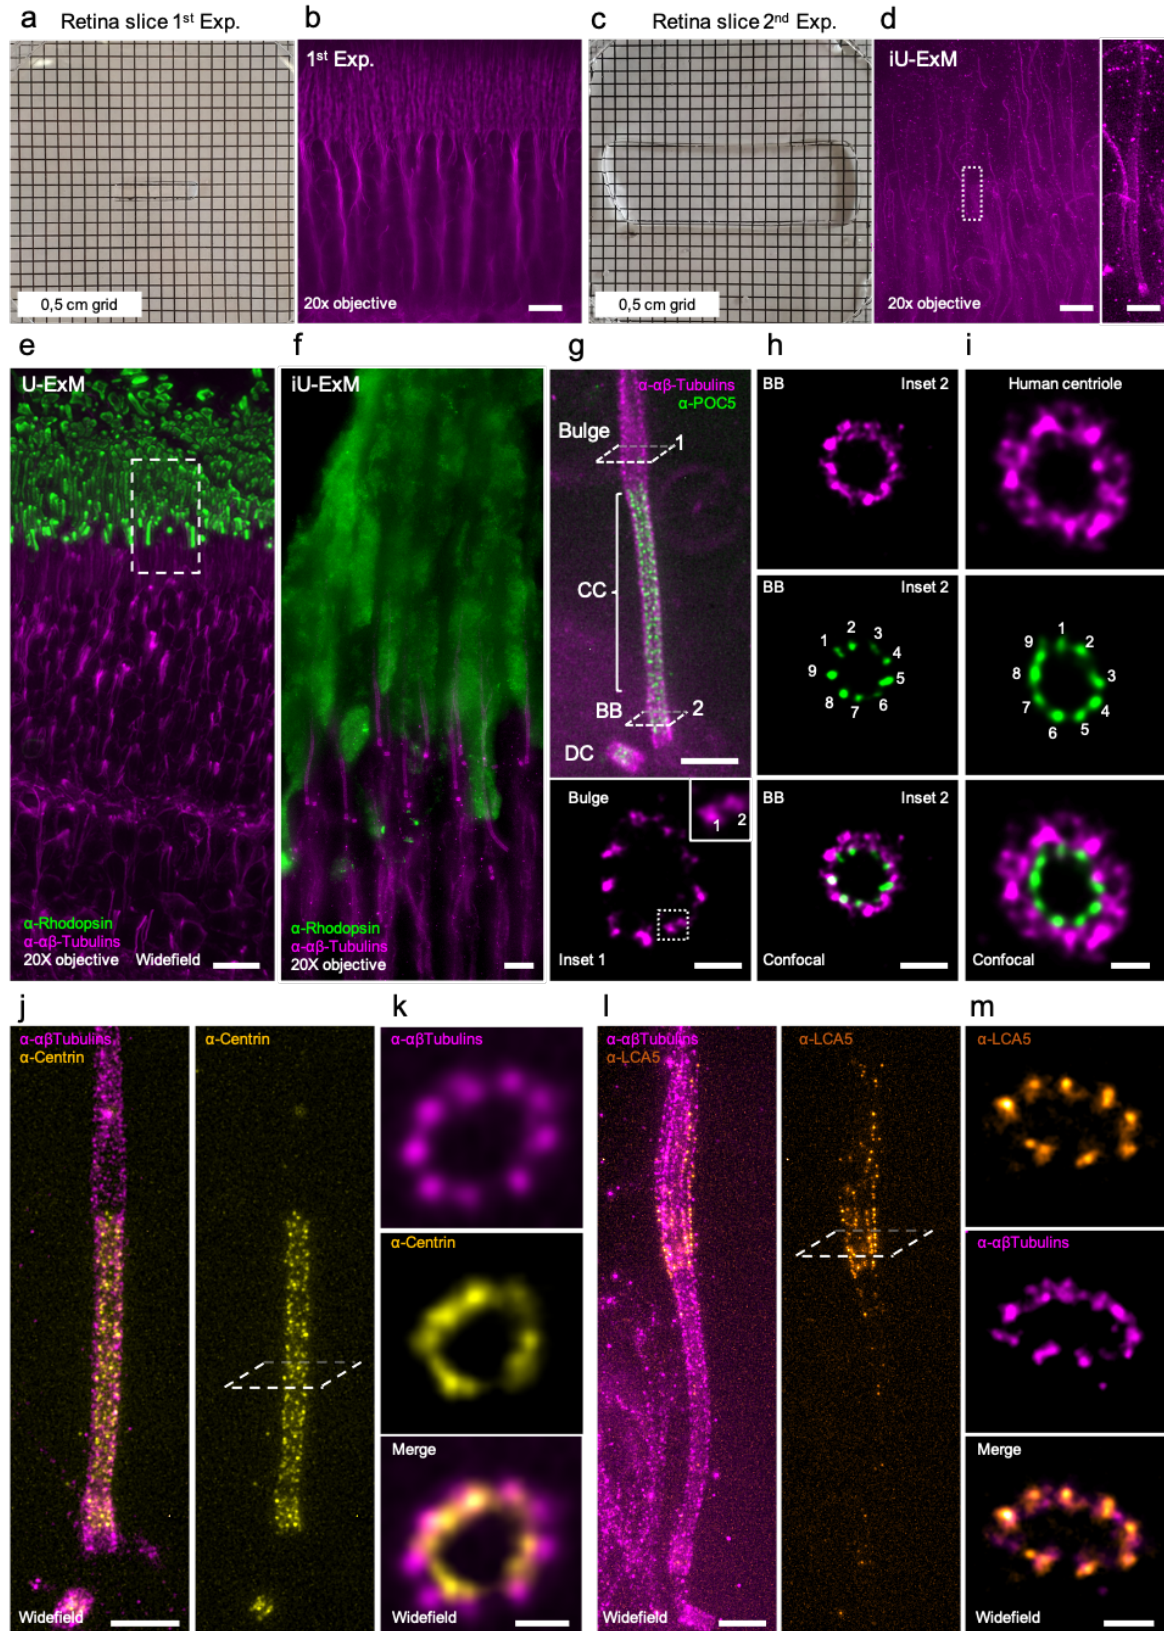 a Retina slice 1st Exp.
b
c Retina slice 2nd Exp.
d
0,5 cm grid
1st Exp.
20x objective
0,5 cm grid
iU-ExM
20x objective
e
f
g
h
i
U-ExM
α-Rhodopsin
α-αβ-Tubulins
20X objective Widefield
iU-ExM
α-Rhodopsin
α-αβ-Tubulins
20X objective
α-αβ-Tubulins
α-POC5
Bulge
1
CC
BB
2
DC
Bulge
1 2
Inset 1
BB Inset 2
BB Inset 2
1 2 3
4
9 5
8 7 6
BB Inset 2
Confocal
Human centriole
1
9 2
8 3
7 4
6 5
Confocal
j
k
l
m
α-αβTubulins
α-Centrin
Widefield
α-Centrin
α-αβTubulins
α-Centrin
Merge
Widefield
α-αβTubulins
α-LCA5
Widefield
α-LCA5
α-LCA5
α-αβTubulins
Merge
Widefield